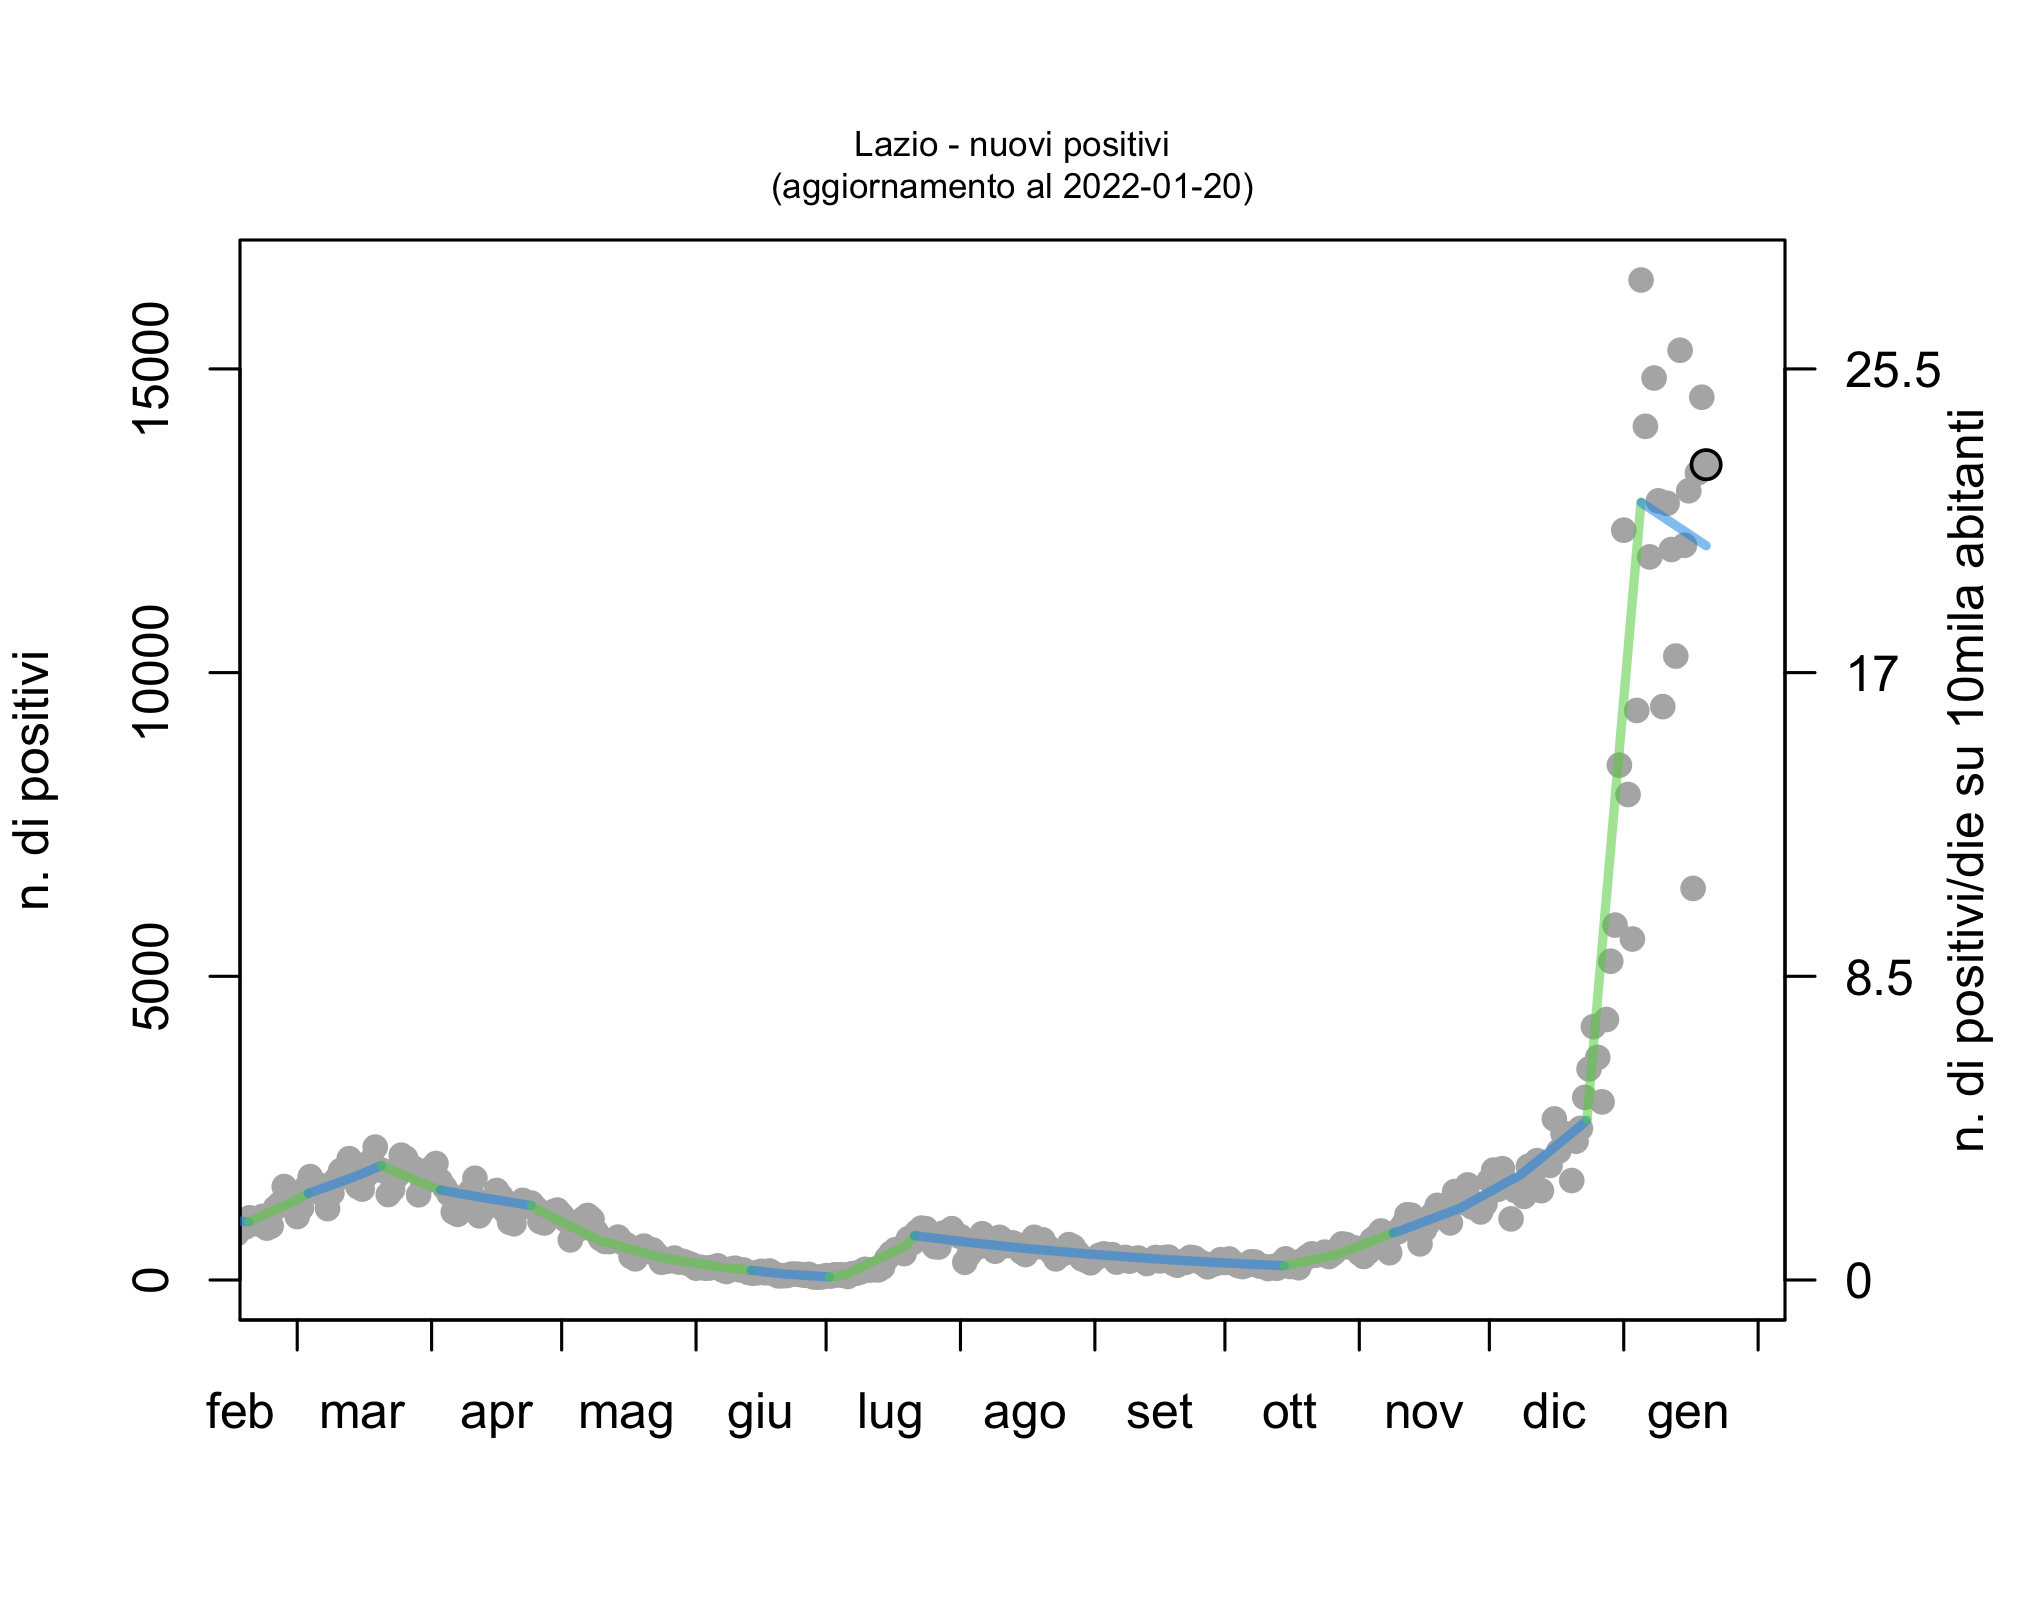 Lazio - nuovi positivi
(aggiornamento al 2022-01-20)
n. di positivi
15000
10000
5000
0
25.5
17
8.5
0
n. di positivi/die su 10mila abitanti
feb mar apr mag giu lug ago set ott nov dic gen